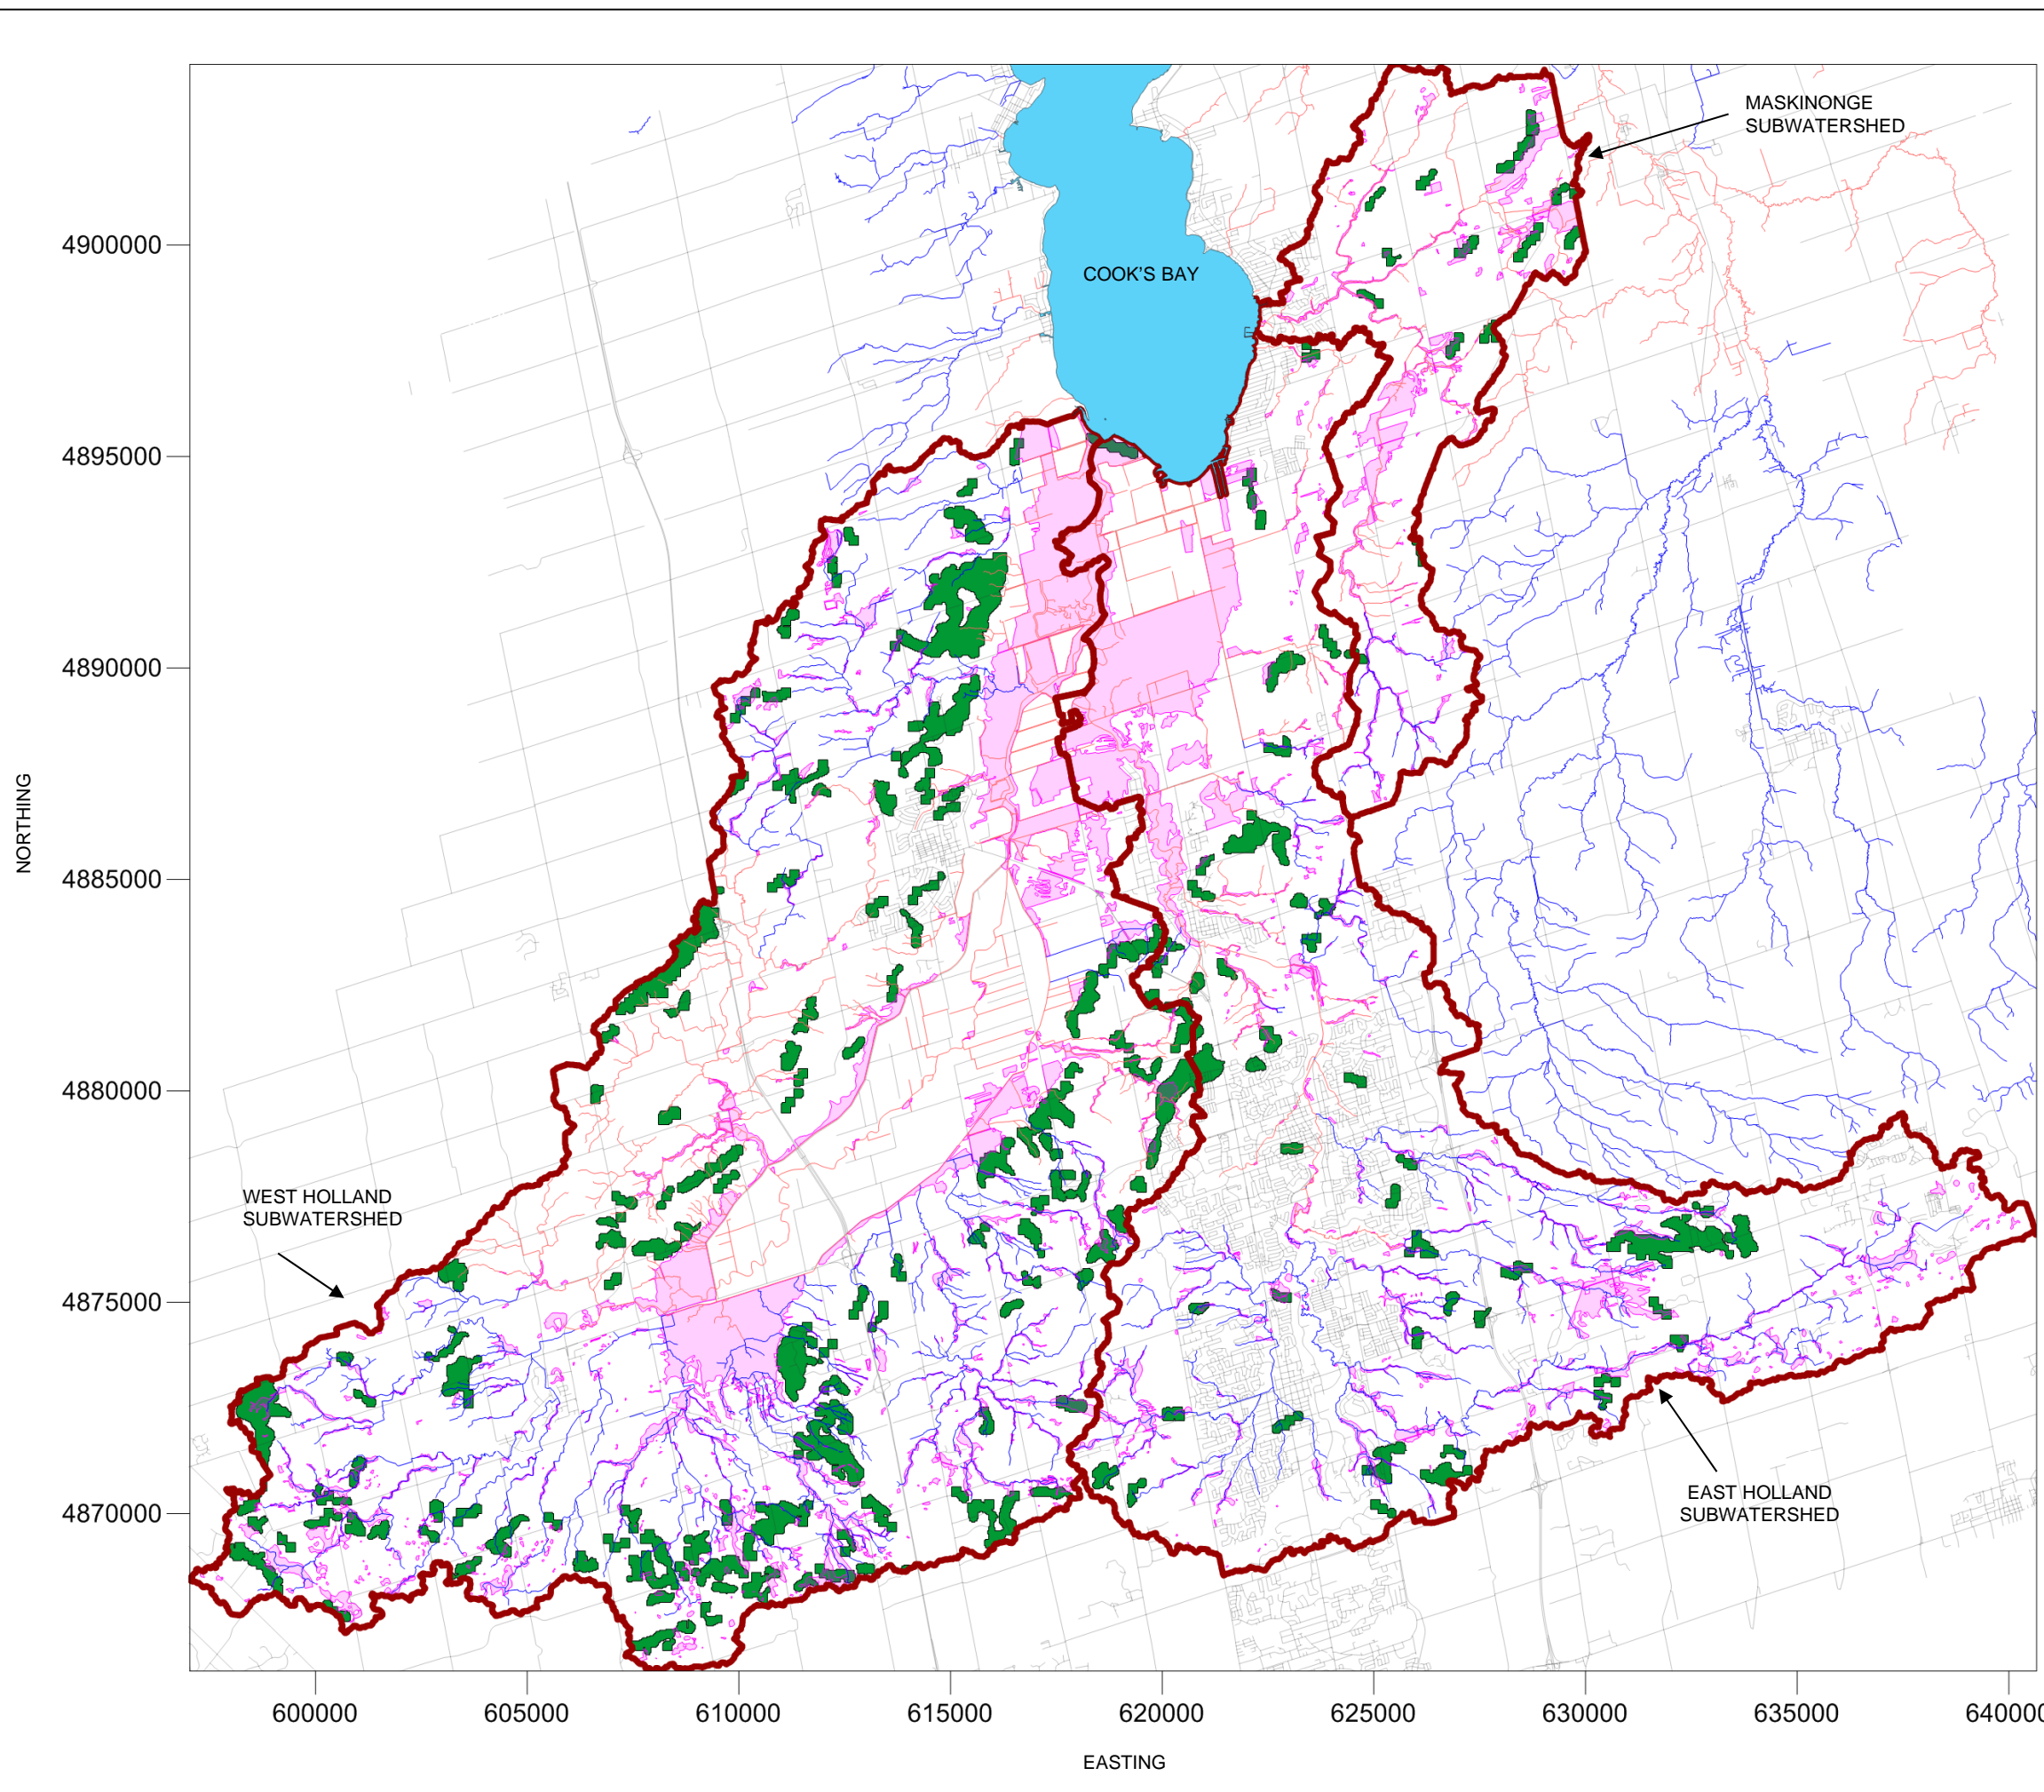 MASKINONGE
SUBWATERSHED
COOK'S BAY
4900000
4895000
4890000
4885000
4880000
4875000
4870000
NORTHING
WEST HOLLAND
SUBWATERSHED
EAST HOLLAND
SUBWATERSHED
600000
605000
610000
615000
620000
625000
630000
635000
640000
EASTING